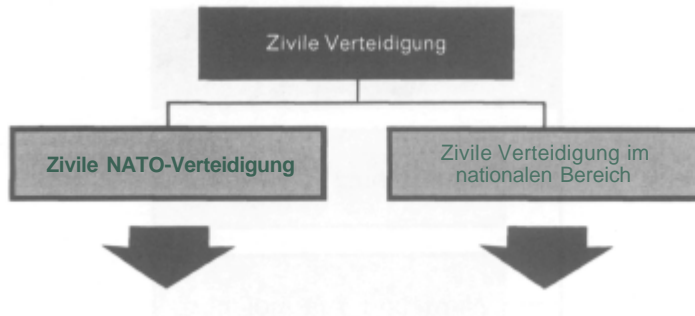 Zivile Verteidigung
Zivile NATO-Verteidigung
Zivile Verteidigung im
nationalen Bereich